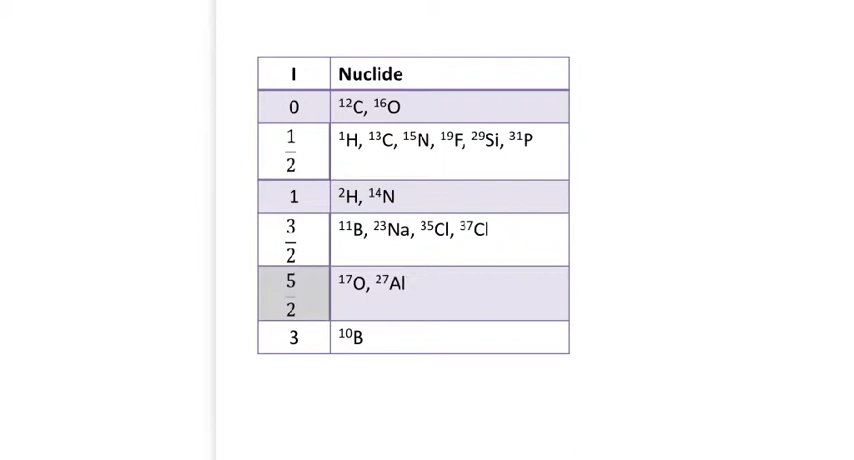 I Nuclide
0 ¹²C, ¹⁶O
1/2 ¹H, ¹³C, ¹⁵N, ¹⁹F, ²⁹Si, ³¹P
1 ²H, ¹⁴N
3/2 ¹¹B, ²³Na, ³⁵Cl, ³⁷Cl
5/2 ¹⁷O, ²⁷Al
3 ¹⁰B